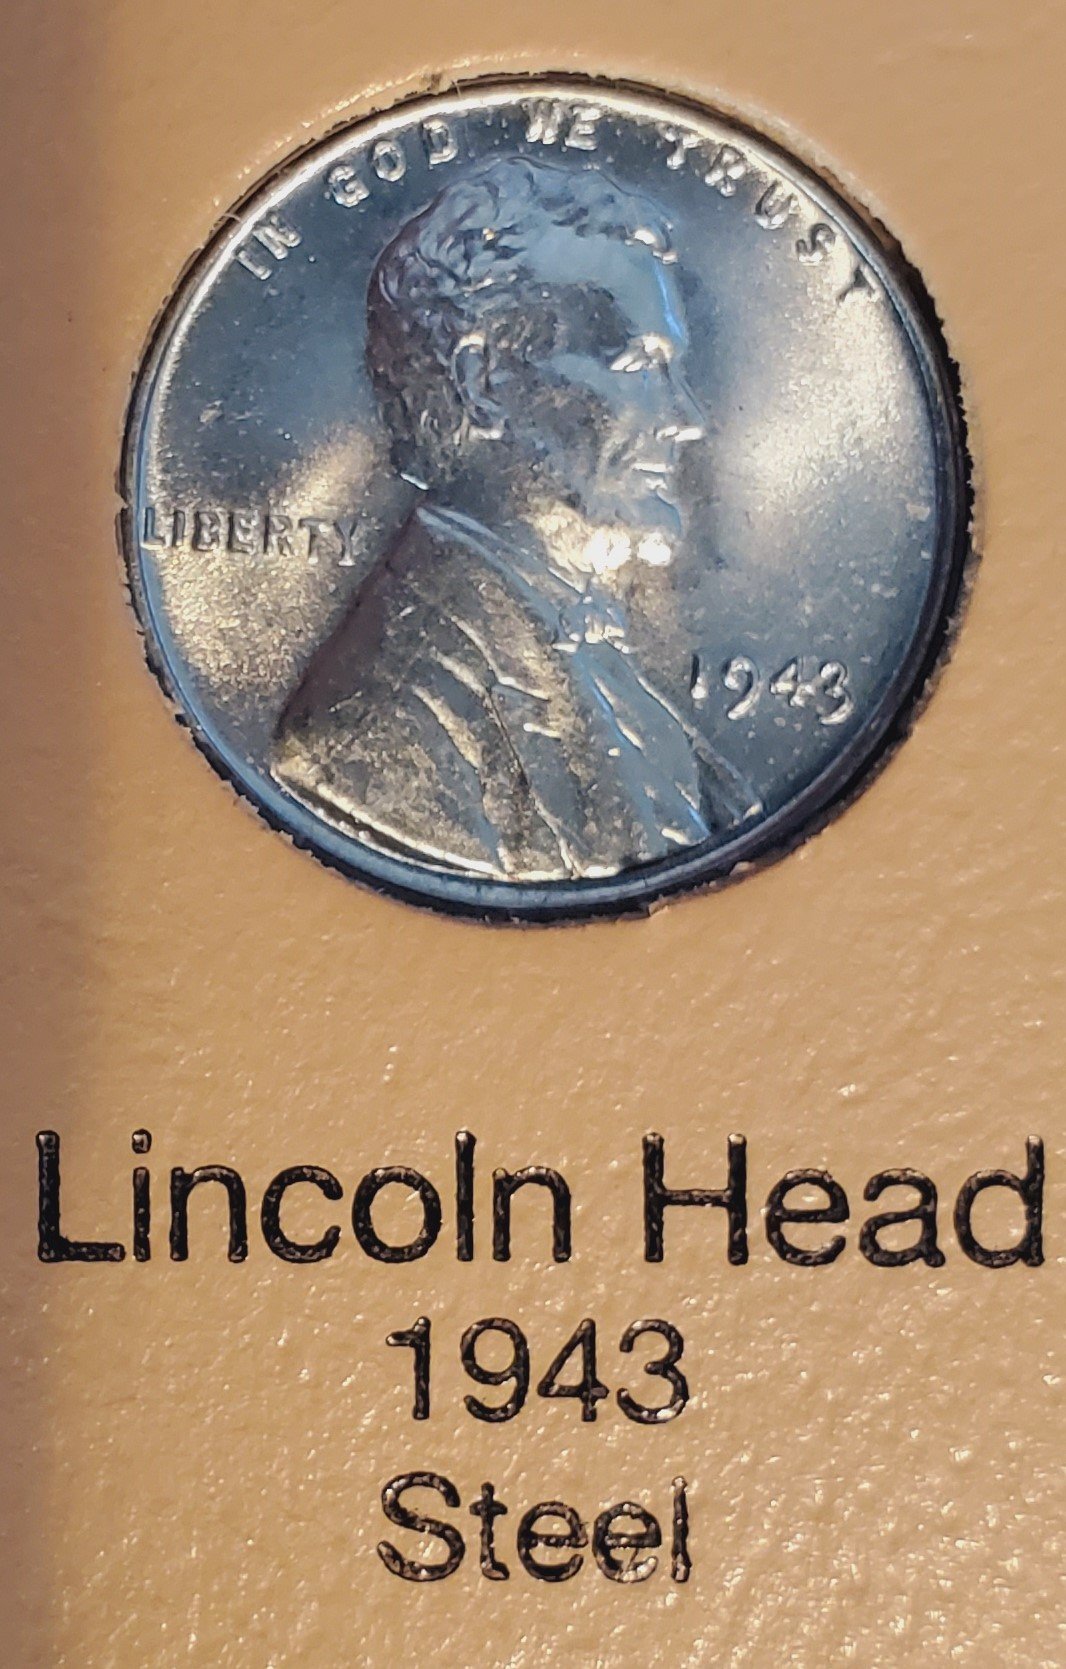 IN GOD WE TRUST
LIBERTY
1943
Lincoln Head
1943
Steel